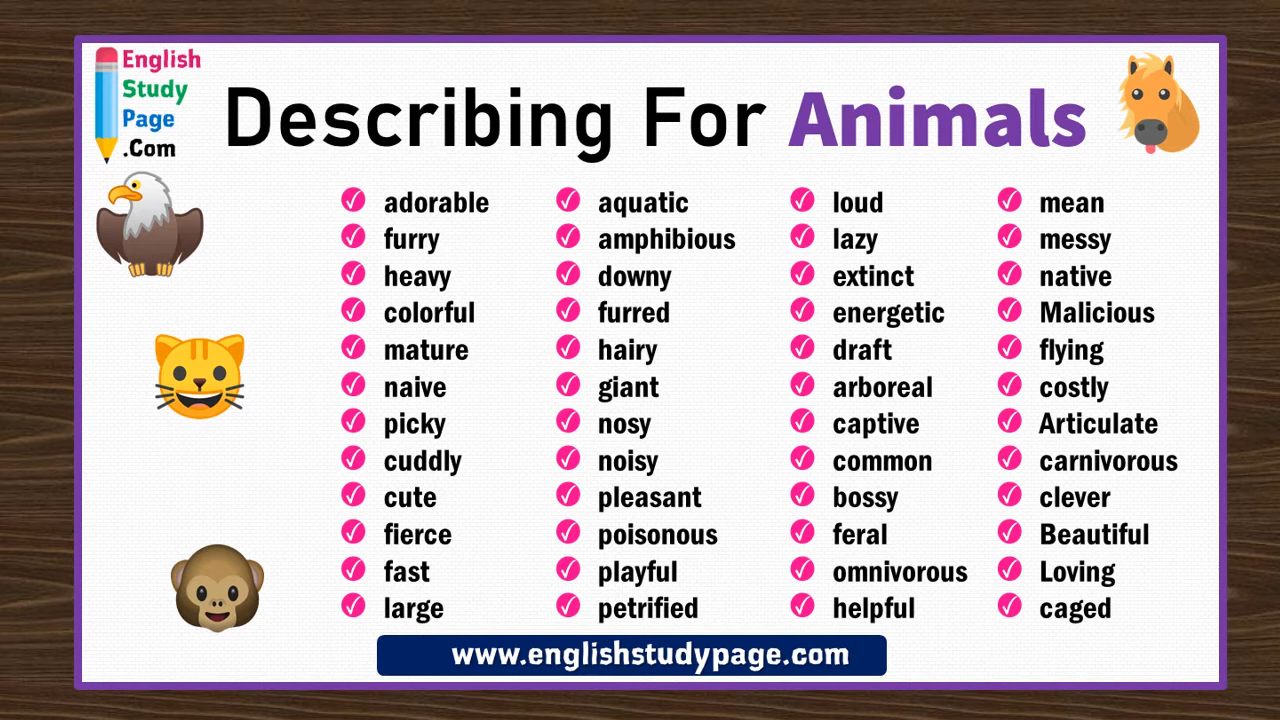 English
Study
Page
.Com
Describing For Animals
adorable
furry
heavy
colorful
mature
naive
picky
cuddly
cute
fierce
fast
large
aquatic
amphibious
downy
furred
hairy
giant
nosy
noisy
pleasant
poisonous
playful
petrified
loud
lazy
extinct
energetic
draft
arboreal
captive
common
bossy
feral
omnivorous
helpful
mean
messy
native
Malicious
flying
costly
Articulate
carnivorous
clever
Beautiful
Loving
caged
www.englishstudypage.com